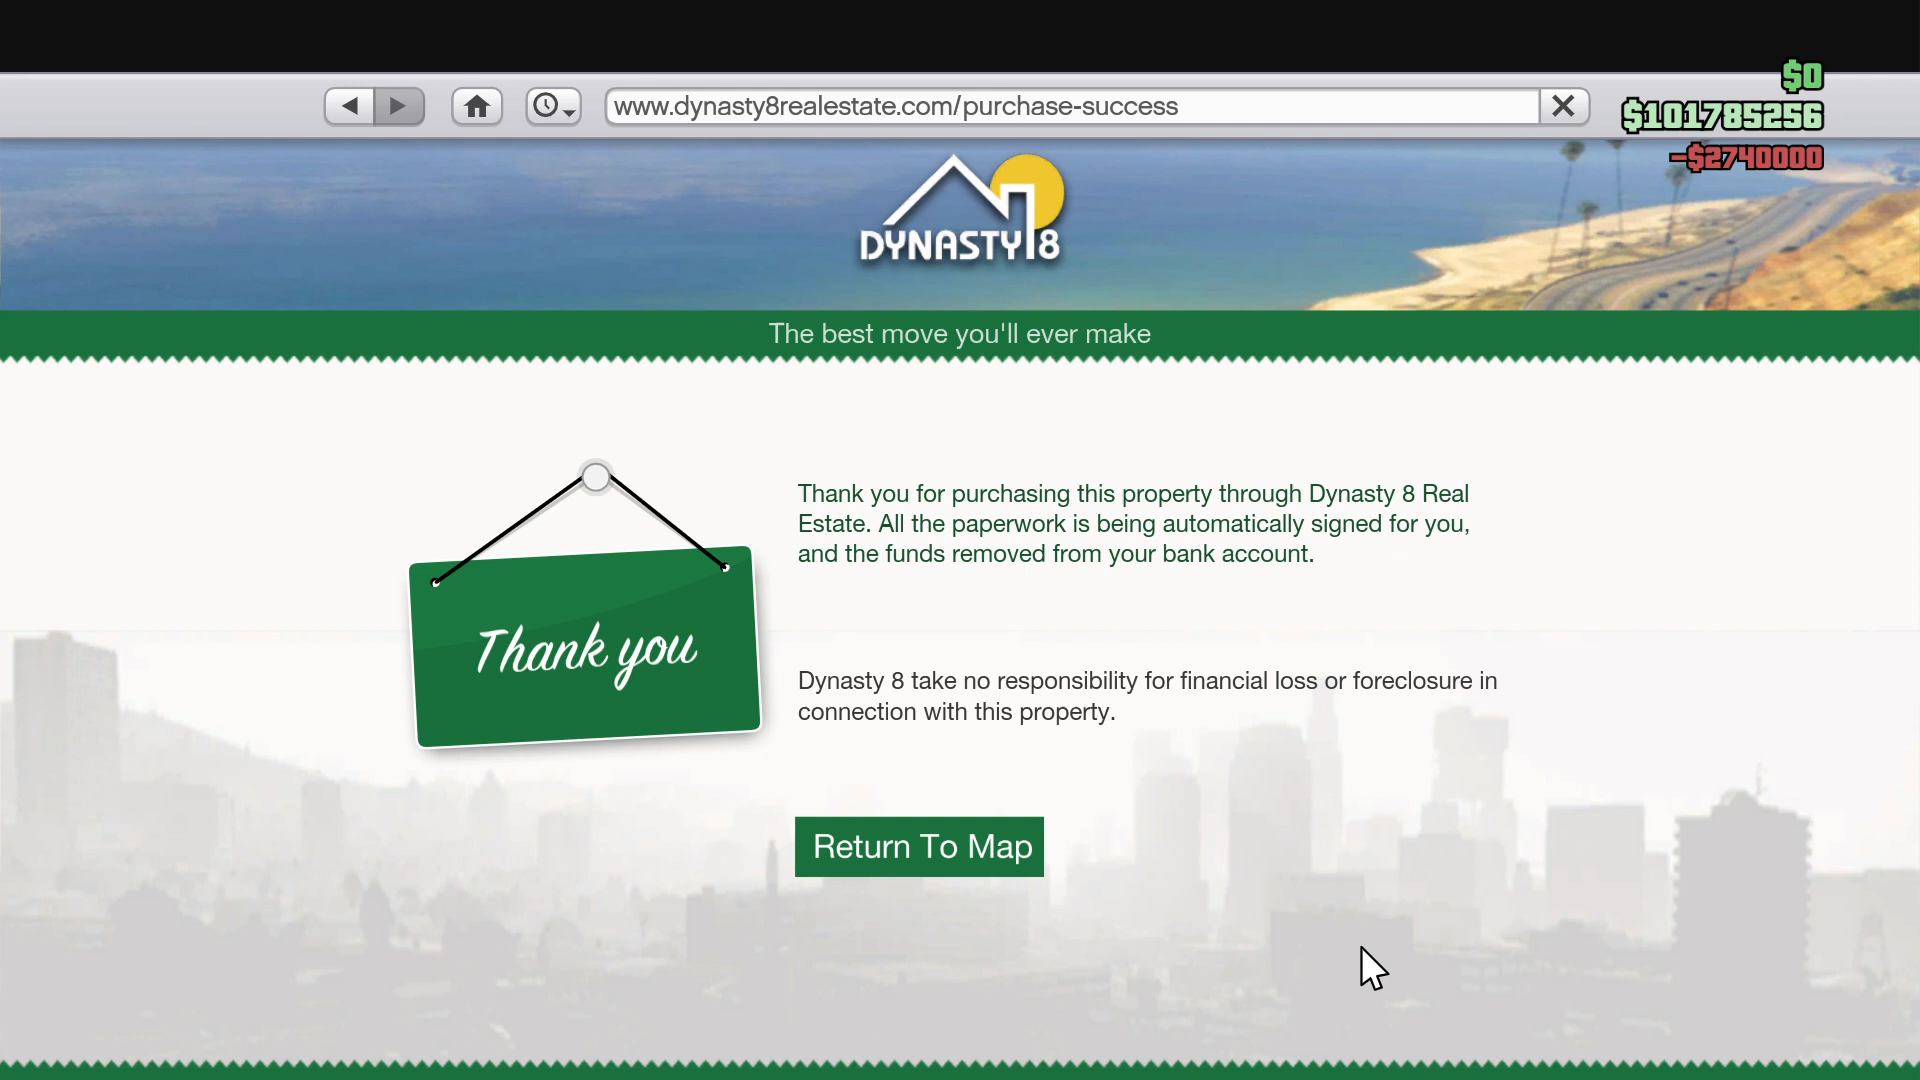 $0
www.dynasty8realestate.com/purchase-success
$101785256
-$2740000
DYNASTY 8
The best move you'll ever make
Thank you for purchasing this property through Dynasty 8 Real
Estate. All the paperwork is being automatically signed for you,
and the funds removed from your bank account.
Thank you
Dynasty 8 take no responsibility for financial loss or foreclosure in
connection with this property.
Return To Map